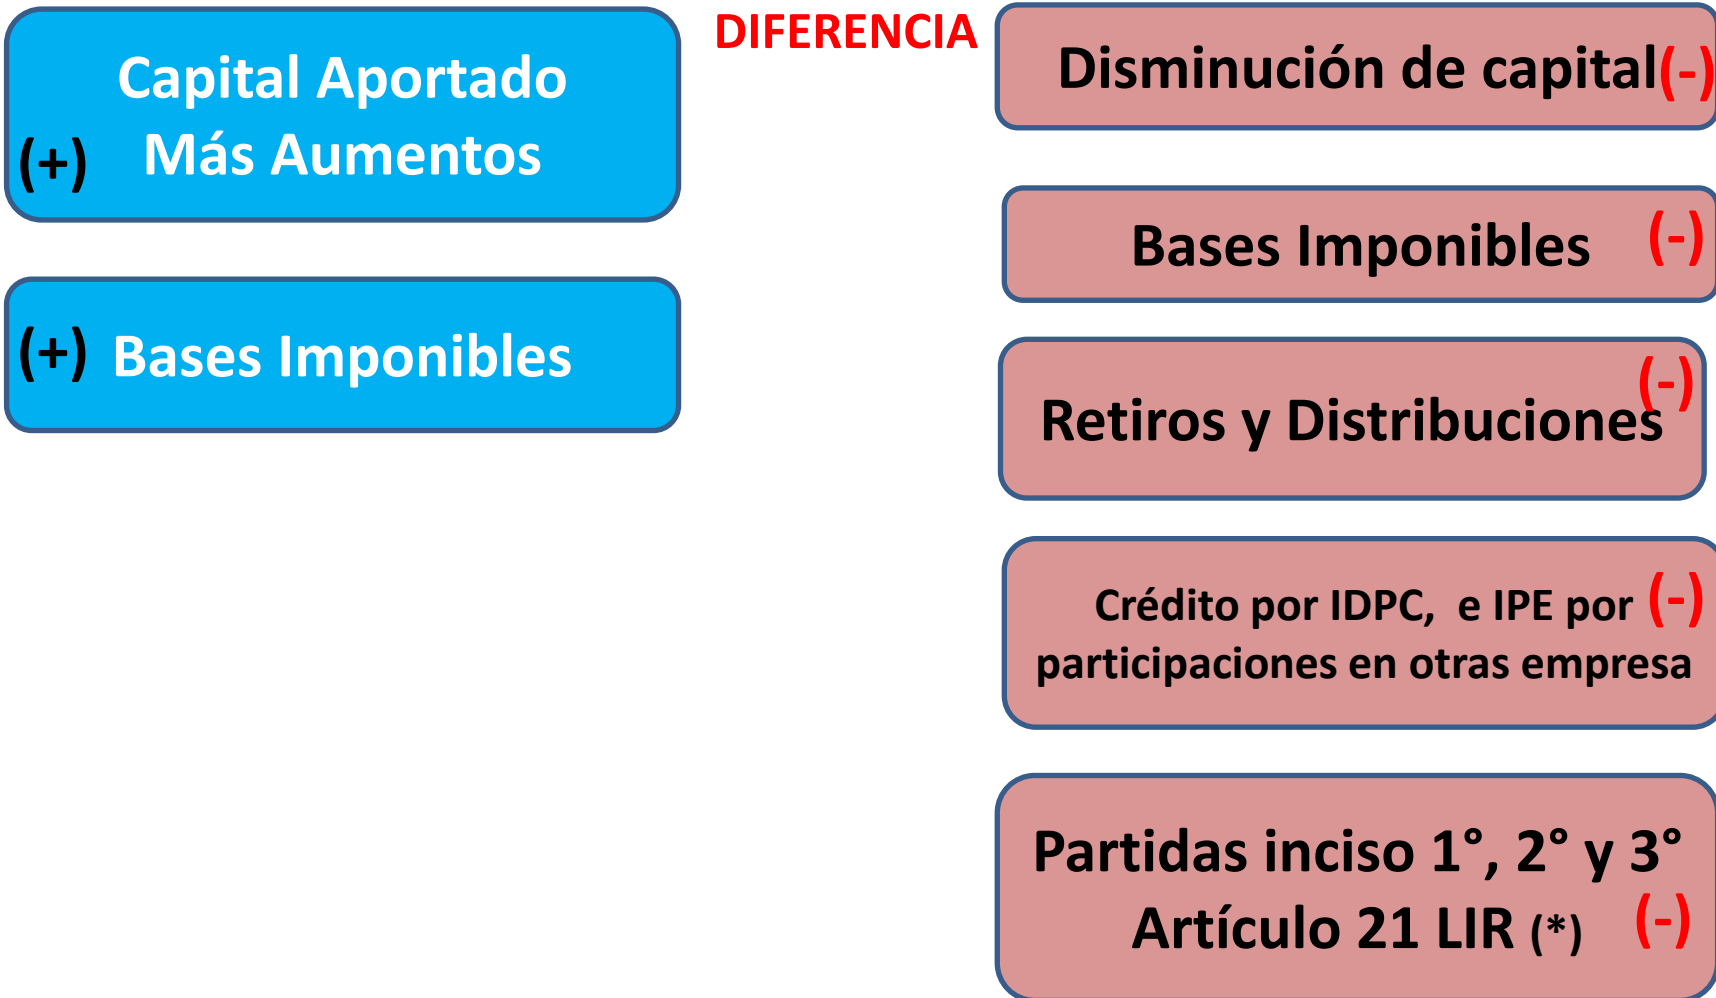 Capital Aportado
(+) Más Aumentos
(+) Bases Imponibles
DIFERENCIA
Disminución de capital (-)
Bases Imponibles (-)
(-)
Retiros y Distribuciones
Crédito por IDPC, e IPE por (-)
participaciones en otras empresa
Partidas inciso 1°, 2° y 3°
Artículo 21 LIR (*) (-)